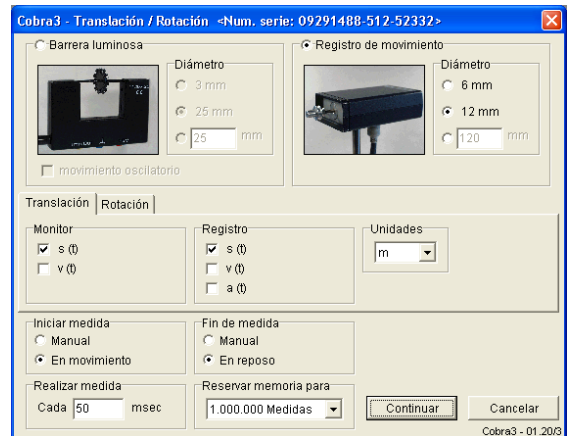 Cobra3 - Translación / Rotación <Num. serie: 09291488-512-52332>
Barrera luminosa
Diámetro
3 mm
25 mm
25 mm
movimiento oscilatorio
Registro de movimiento
Diámetro
6 mm
12 mm
120 mm
Translación Rotación
Monitor
s (t)
v (t)
Registro
s (t)
v (t)
a (t)
Unidades
m
Iniciar medida
Manual
En movimiento
Fin de medida
Manual
En reposo
Realizar medida
Cada 50 msec
Reservar memoria para
1.000.000 Medidas
Continuar
Cancelar
Cobra3 - 01.20/3